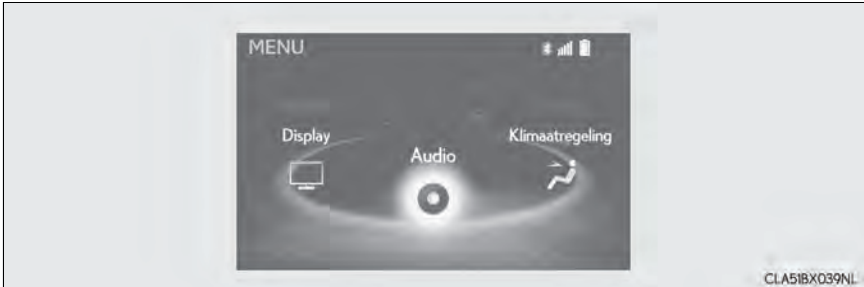 MENU
Display
Klimaatregeling
Audio
CLA51BX039NL